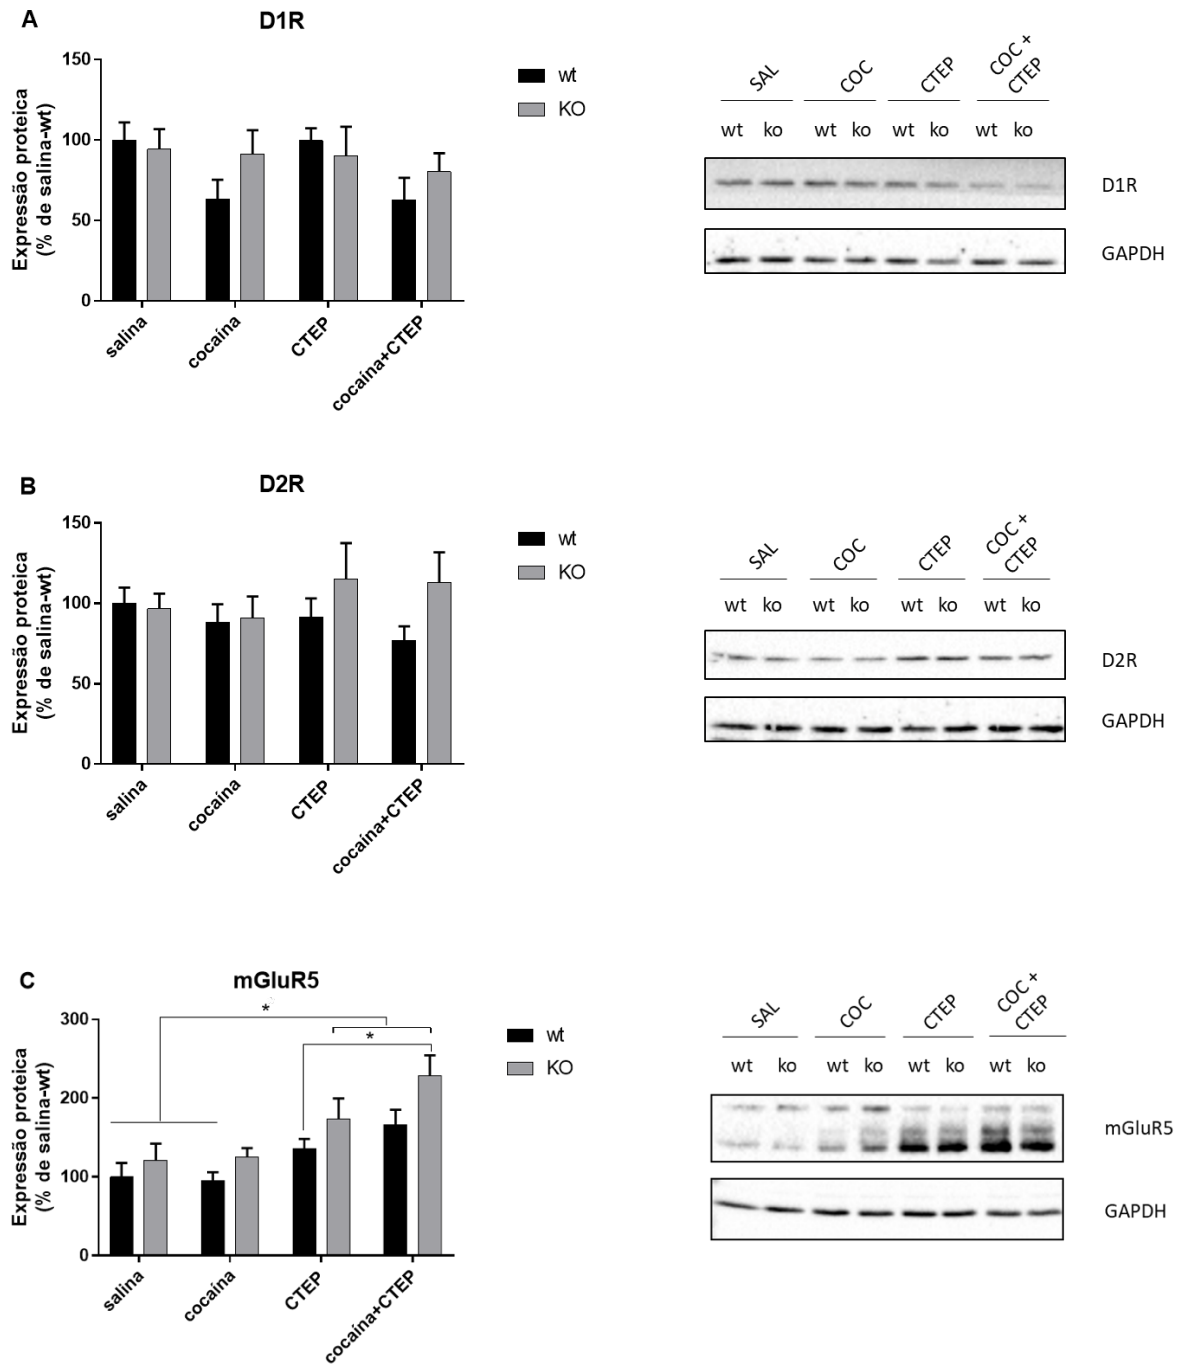 A
D1R
Expressão proteica
(% de salina-wt)
150
100
50
0
salina
cocaína
CTEP
cocaína+CTEP
wt
KO
SAL
COC
CTEP
COC +
CTEP
wt ko wt ko wt ko wt ko
D1R
GAPDH
B
D2R
Expressão proteica
(% de salina-wt)
150
100
50
0
salina
cocaína
CTEP
cocaína+CTEP
wt
KO
SAL
COC
CTEP
COC +
CTEP
wt ko wt ko wt ko wt ko
D2R
GAPDH
C
mGluR5
Expressão proteica
(% de salina-wt)
300
200
100
0
*
*
salina
cocaína
CTEP
cocaína+CTEP
wt
KO
SAL
COC
CTEP
COC +
CTEP
wt ko wt ko wt ko wt ko
mGluR5
GAPDH